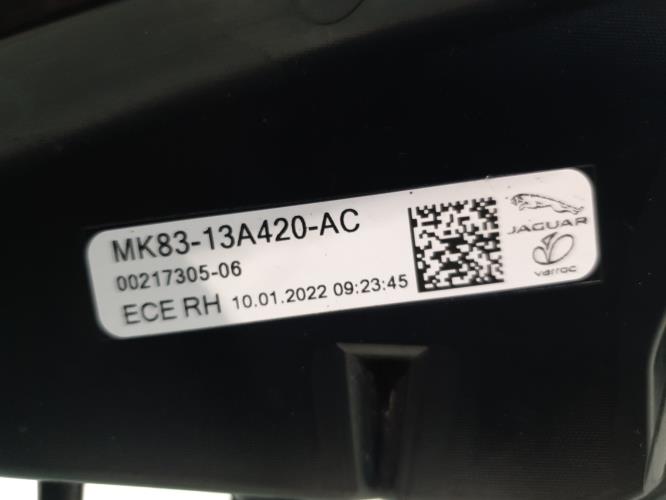 MK83-13A420-AC
00217305-06
ECE RH 10.01.2022 09:23:45
JAGUAR
varroc